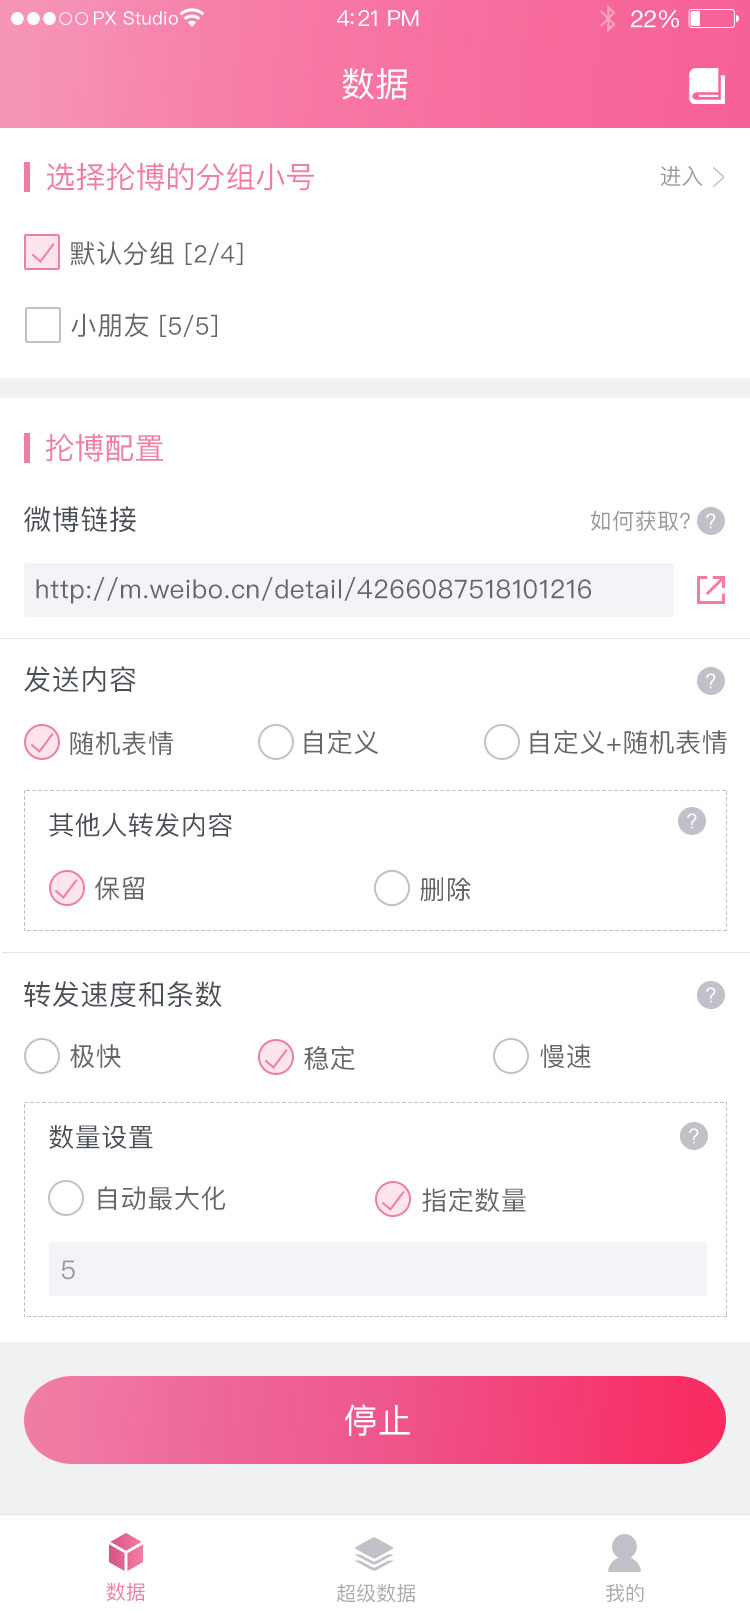 PX Studio 4:21 PM 22%
数据
选择抡博的分组小号 进入
默认分组 [2/4]
小朋友 [5/5]
抡博配置
微博链接 如何获取? ?
http://m.weibo.cn/detail/4266087518101216
发送内容 ?
随机表情 自定义 自定义+随机表情
其他人转发内容 ?
保留 删除
转发速度和条数 ?
极快 稳定 慢速
数量设置 ?
自动最大化 指定数量
5
停止
数据 超级数据 我的